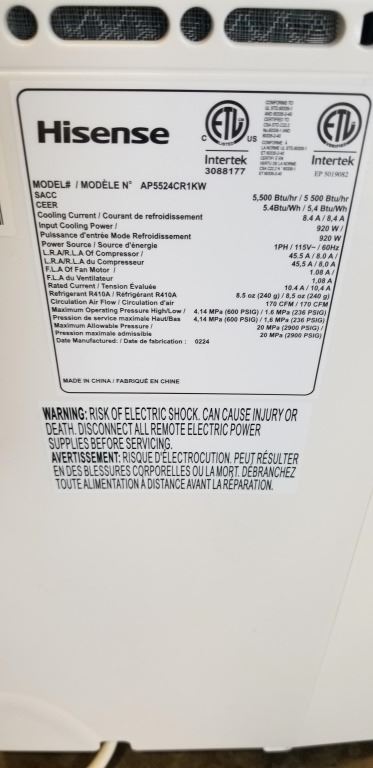 Hisense
ETL
C US
Intertek
3088177
ETL
Intertek
EP 5019082
MODEL# / MODÈLE N° AP5524CR1KW
SACC 5,500 Btu/hr / 5 500 Btu/hr
CEER 5.4Btu/Wh / 5,4 Btu/Wh
Cooling Current / Courant de refroidissement 8.4 A / 8,4 A
Input Cooling Power / 920 W /
Puissance d'entrée Mode Refroidissement 920 W
Power Source / Source d'énergie 1PH / 115V~ / 60Hz
L.R.A/R.L.A Of Compressor / 45.5 A / 8.0 A /
L.R.A/R.L.A du Compresseur 45,5 A / 8,0 A
F.L.A Of Fan Motor / 1.08 A /
F.L.A du Ventilateur 1,08 A
Rated Current / Tension Évaluée 10.4 A / 10,4 A
Refrigerant R410A / Réfrigérant R410A 8.5 oz (240 g) / 8,5 oz (240 g)
Circulation Air Flow / Circulation d'air 170 CFM / 170 CFM
Maximum Operating Pressure High/Low / 4.14 MPa (600 PSIG) / 1.6 MPa (236 PSIG)
Pression de service maximale Haut/Bas 4,14 MPa (600 PSIG) / 1,6 MPa (236 PSIG)
Maximum Allowable Pressure / 20 MPa (2900 PSIG) /
Pression maximale admissible 20 MPa (2900 PSIG)
Date Manufactured: / Date de fabrication : 0224
MADE IN CHINA / FABRIQUÉ EN CHINE
WARNING: RISK OF ELECTRIC SHOCK. CAN CAUSE INJURY OR
DEATH. DISCONNECT ALL REMOTE ELECTRIC POWER
SUPPLIES BEFORE SERVICING.
AVERTISSEMENT: RISQUE D'ÉLECTROCUTION. PEUT RÉSULTER
EN DES BLESSURES CORPORELLES OU LA MORT. DÉBRANCHEZ
TOUTE ALIMENTATION À DISTANCE AVANT LA RÉPARATION.